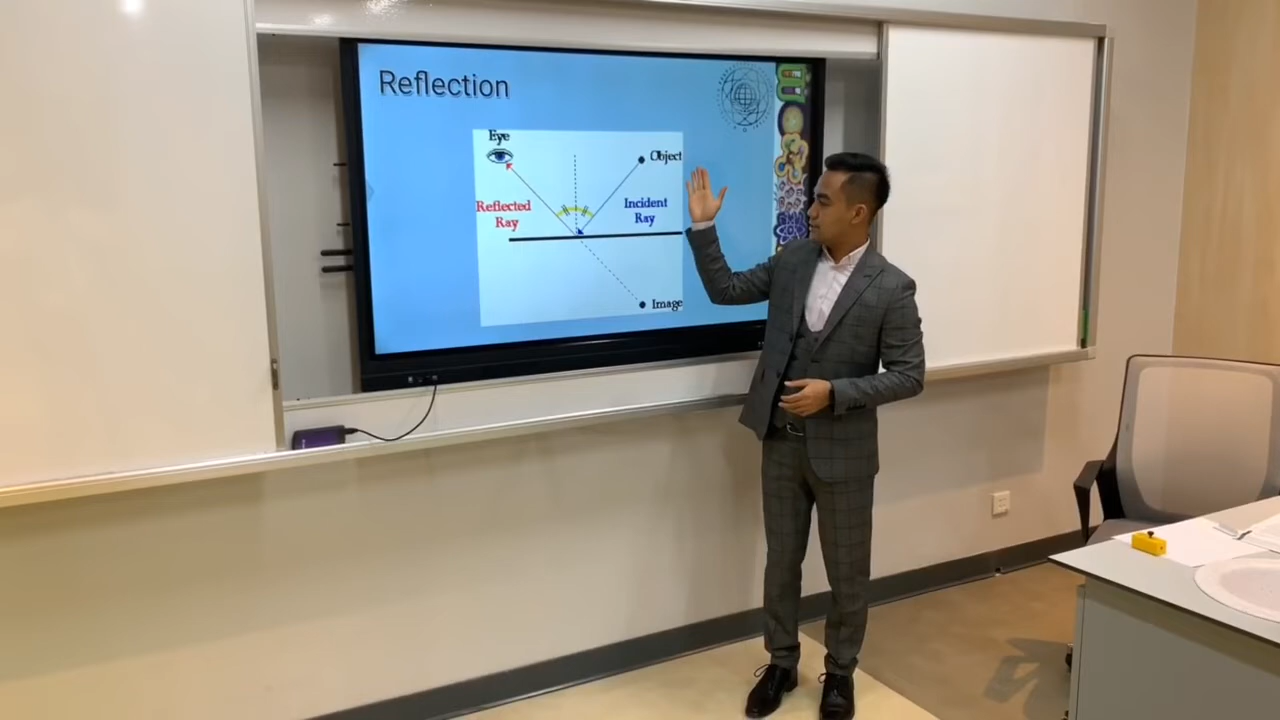 Reflection
Eye
Object
Reflected
Ray
Incident
Ray
Image